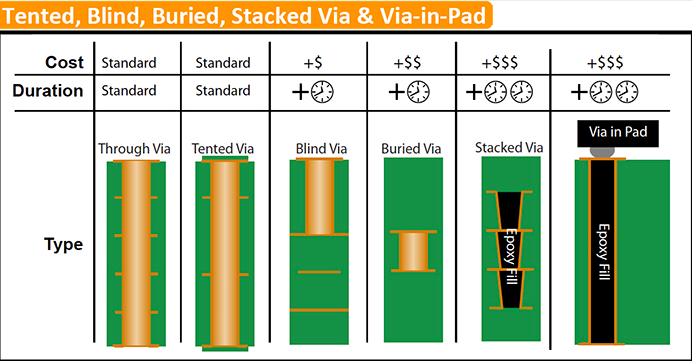 Tented, Blind, Buried, Stacked Via & Via-in-Pad
Cost Standard Standard +$ +$$ +$$$ +$$$
Duration Standard Standard + + + +
Through Via Tented Via Blind Via Buried Via Stacked Via Via in Pad
Type
Epoxy Fill
Epoxy Fill